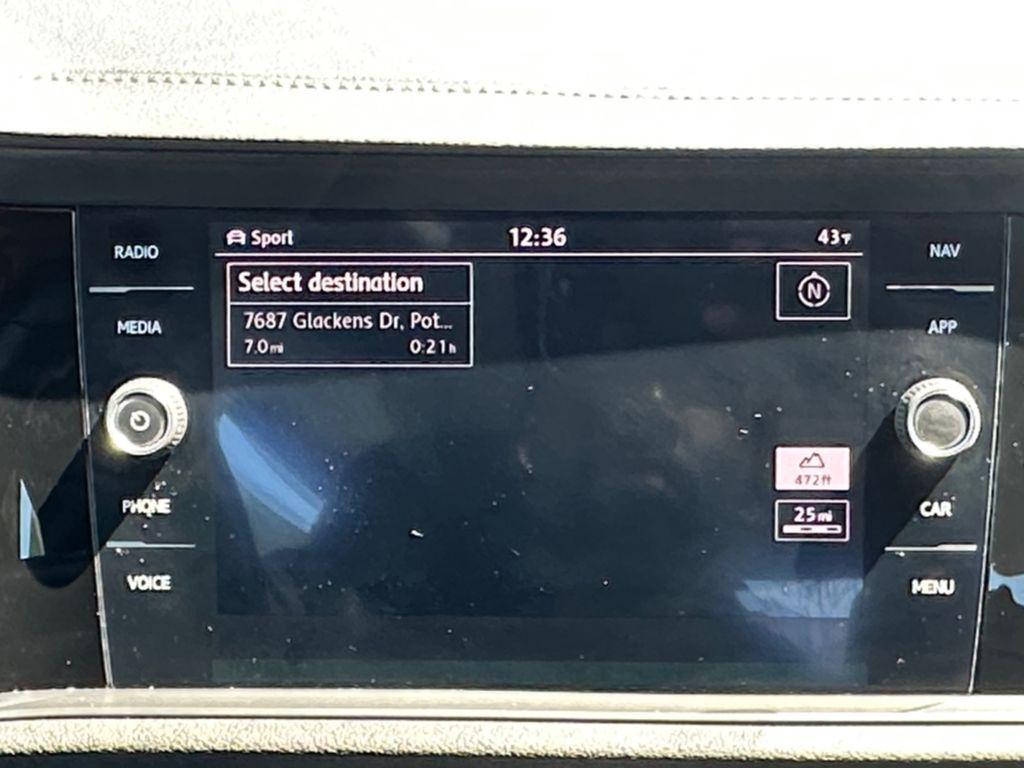 Sport 12:36 43°F
RADIO
NAV
Select destination
N
MEDIA
7687 Glackens Dr, Pot...
APP
7.0mi 0:21h
472ft
PHONE
CAR
25mi
VOICE
MENU